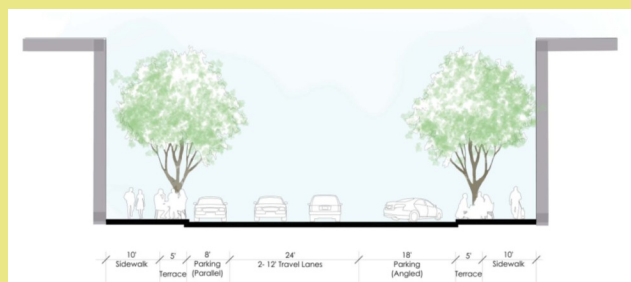 10' 5' 8' 24' 18' 5' 10'
Sidewalk Terrace Parking (Parallel) 2- 12' Travel Lanes Parking (Angled) Terrace Sidewalk